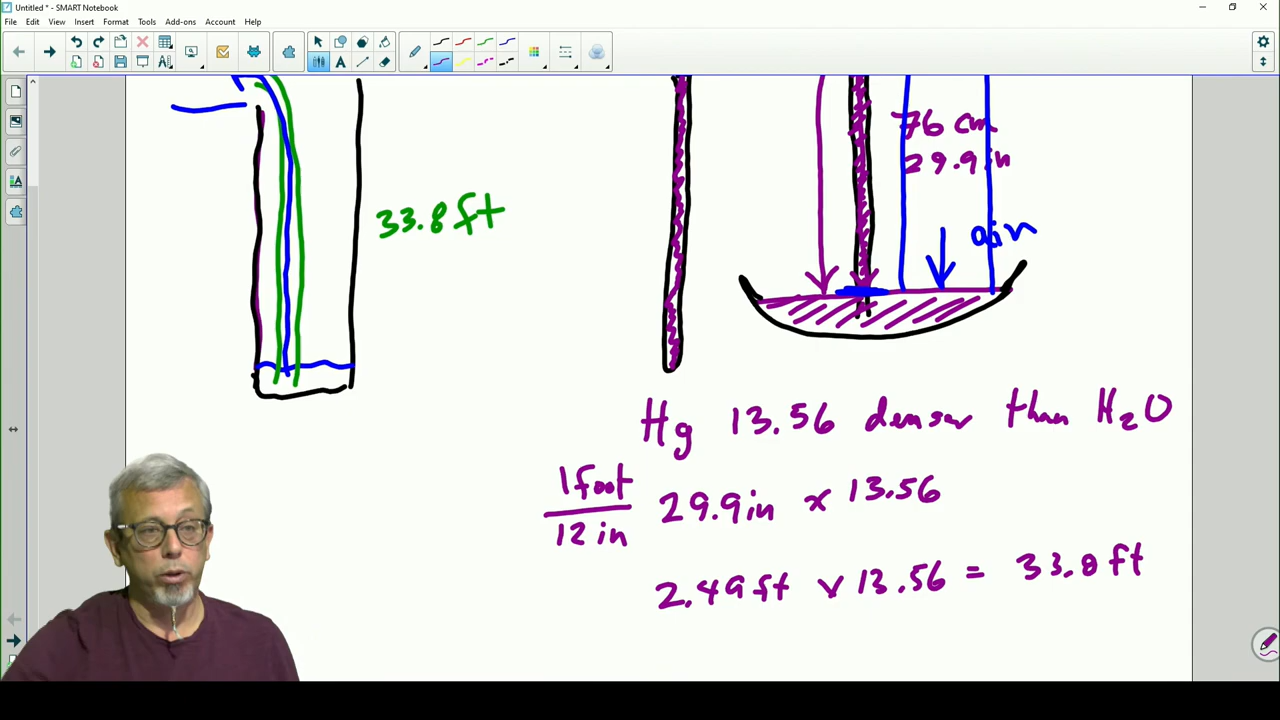 Untitled * - SMART Notebook
File Edit View Insert Format Tools Add-ons Account Help
76 cm
29.9 in
33.8 ft
air
Hg 13.56 denser than H2O
1 foot
12 in
29.9 in x 13.56
2.49 ft x 13.56 = 33.8 ft